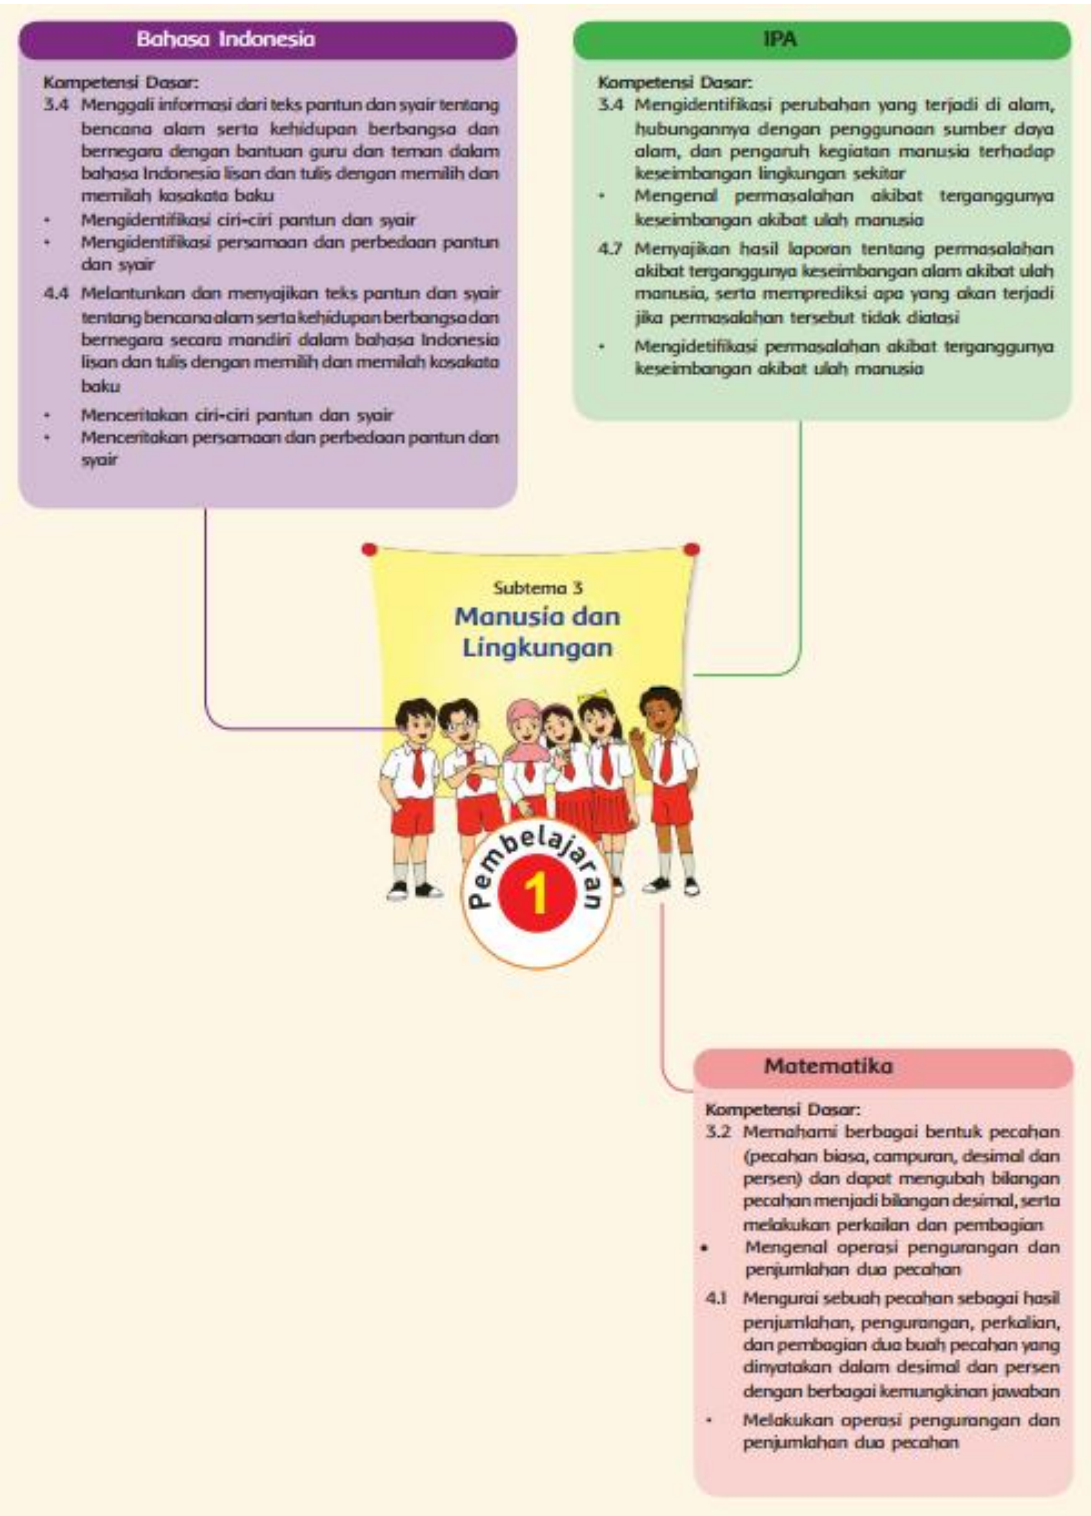 Bahasa Indonesia
Kompetensi Dasar:
3.4 Menggali informasi dari teks pantun dan syair tentang
bencana alam serta kehidupan berbangsa dan
bernegara dengan bantuan guru dan teman dalam
bahasa Indonesia lisan dan tulis dengan memilih dan
memilah kosakata baku
• Mengidentifikasi ciri-ciri pantun dan syair
• Mengidentifikasi persamaan dan perbedaan pantun
dan syair
4.4 Melantunkan dan menyajikan teks pantun dan syair
tentang bencana alam serta kehidupan berbangsa dan
bernegara secara mandiri dalam bahasa Indonesia
lisan dan tulis dengan memilih dan memilah kosakata
baku
• Menceritakan ciri-ciri pantun dan syair
• Menceritakan persamaan dan perbedaan pantun dan
syair
IPA
Kompetensi Dasar:
3.4 Mengidentifikasi perubahan yang terjadi di alam,
hubungannya dengan penggunaan sumber daya
alam, dan pengaruh kegiatan manusia terhadap
keseimbangan lingkungan sekitar
• Mengenal permasalahan akibat terganggunya
keseimbangan akibat ulah manusia
4.7 Menyajikan hasil laporan tentang permasalahan
akibat terganggunya keseimbangan alam akibat ulah
manusia, serta memprediksi apa yang akan terjadi
jika permasalahan tersebut tidak diatasi
• Mengidetifikasi permasalahan akibat terganggunya
keseimbangan akibat ulah manusia
Subtema 3
Manusia dan
Lingkungan
Pembelajaran
1
Matematika
Kompetensi Dasar:
3.2 Memahami berbagai bentuk pecahan
(pecahan biasa, campuran, desimal dan
persen) dan dapat mengubah bilangan
pecahan menjadi bilangan desimal, serta
melakukan perkailan dan pembagian
• Mengenal operasi pengurangan dan
penjumlahan dua pecahan
4.1 Mengurai sebuah pecahan sebagai hasil
penjumlahan, pengurangan, perkalian,
dan pembagian dua buah pecahan yang
dinyatakan dalam desimal dan persen
dengan berbagai kemungkinan jawaban
• Melakukan operasi pengurangan dan
penjumlahan dua pecahan